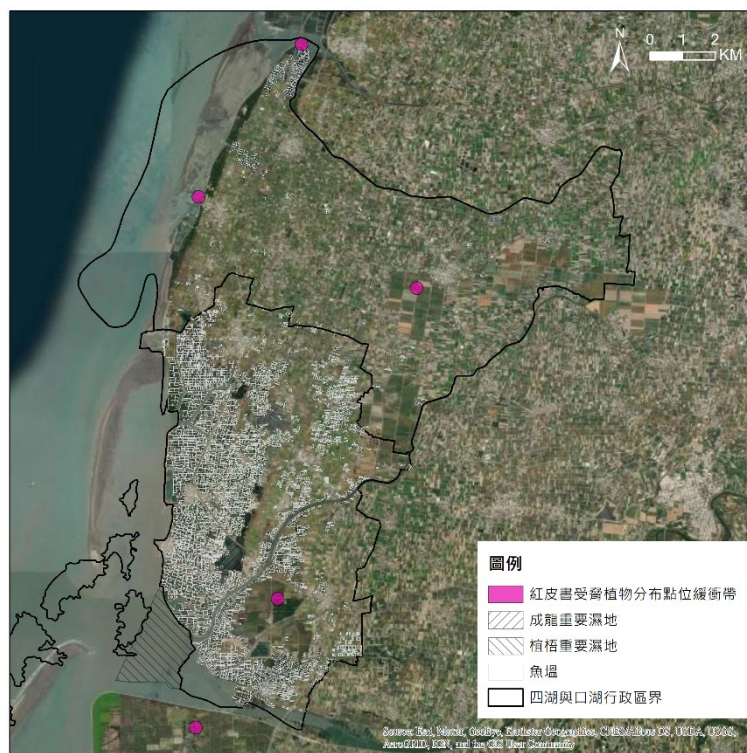 N
0 1 2
KM
圖例
紅皮書受脅植物分布點位緩衝帶
成龍重要濕地
椬梧重要濕地
魚塭
四湖與口湖行政區界
Source: Esri, Maxar, GeoEye, Earthstar Geographics, CNES/Airbus DS, USDA, USGS,
AeroGRID, IGN, and the GIS User Community